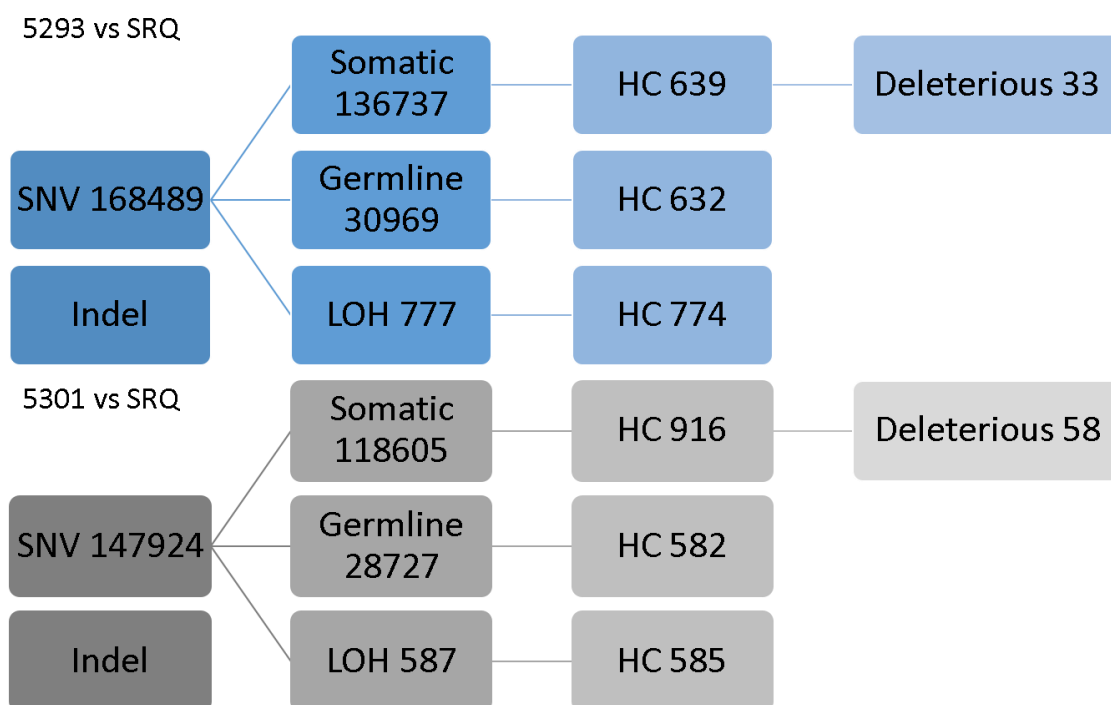 5293 vs SRQ
Somatic
136737
HC 639
Deleterious 33
SNV 168489
Germline
30969
HC 632
Indel
LOH 777
HC 774
5301 vs SRQ
Somatic
118605
HC 916
Deleterious 58
SNV 147924
Germline
28727
HC 582
Indel
LOH 587
HC 585